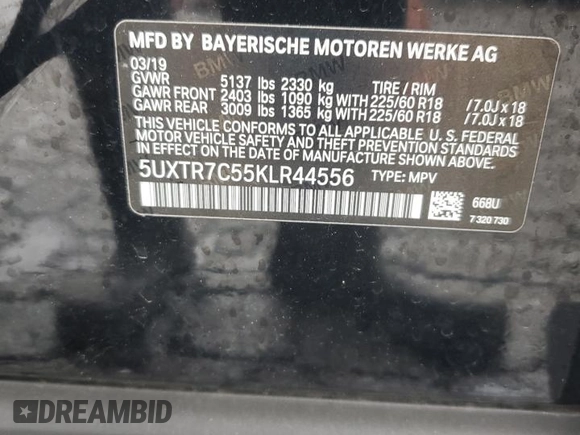 MFD BY BAYERISCHE MOTOREN WERKE AG
03/19
GVWR 5137 lbs 2330 kg TIRE / RIM
GAWR FRONT 2403 lbs 1090 kg WITH 225/60 R18 /7.0J x 18
GAWR REAR 3009 lbs 1365 kg WITH 225/60 R18 /7.0J x 18
THIS VEHICLE CONFORMS TO ALL APPLICABLE U. S. FEDERAL
MOTOR VEHICLE SAFETY AND THEFT PREVENTION STANDARDS
IN EFFECT ON THE DATE OF MANUFACTURE SHOWN ABOVE.
5UXTR7C55KLR44556 TYPE: MPV
668U
7 320 730
DREAMBID